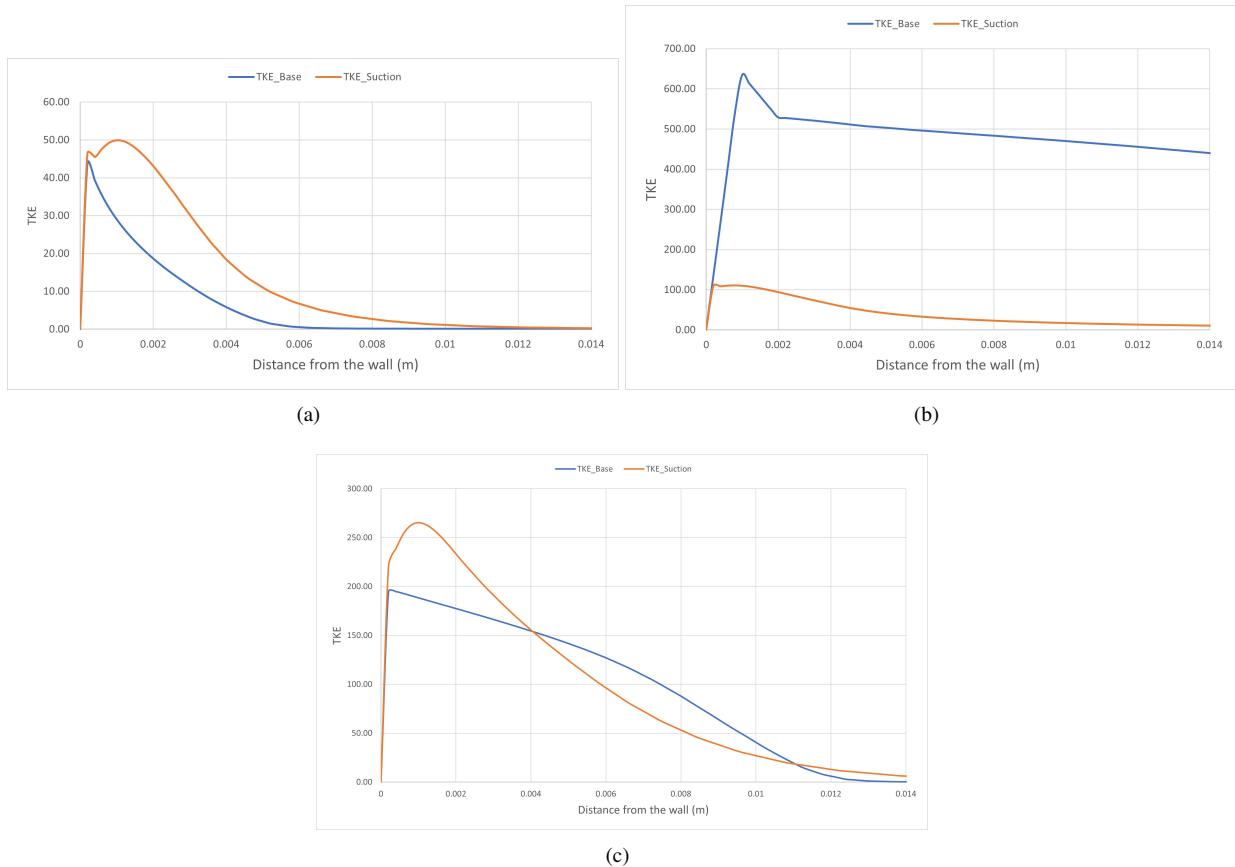 TKE_Base TKE_Suction
60.00
50.00
40.00
30.00
20.00
10.00
0.00
TKE
0 0.002 0.004 0.006 0.008 0.01 0.012 0.014
Distance from the wall (m)
(a)
TKE_Base TKE_Suction
700.00
600.00
500.00
400.00
300.00
200.00
100.00
0.00
TKE
0 0.002 0.004 0.006 0.008 0.01 0.012 0.014
Distance from the wall (m)
(b)
TKE_Base TKE_Suction
300.00
250.00
200.00
150.00
100.00
50.00
0.00
TKE
0 0.002 0.004 0.006 0.008 0.01 0.012 0.014
Distance from the wall (m)
(c)